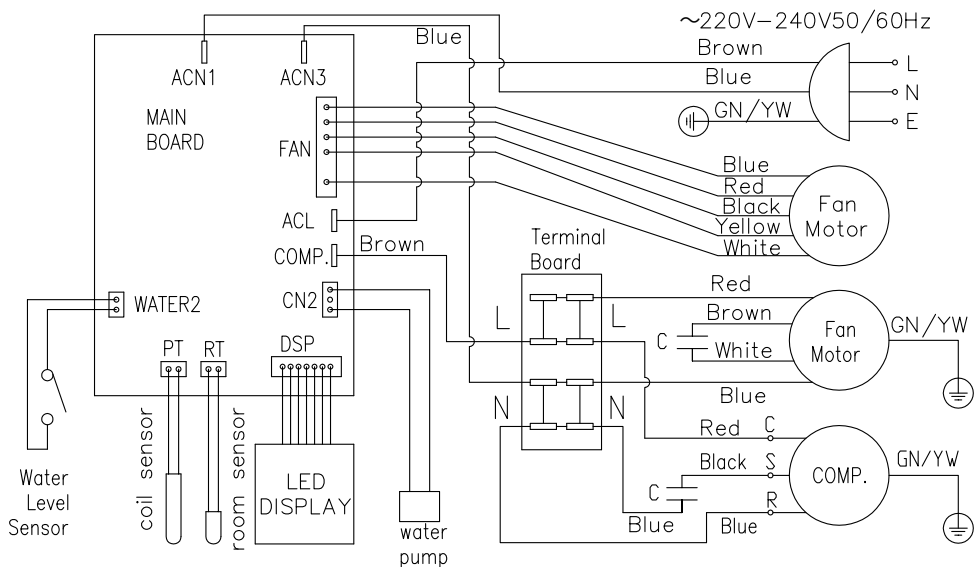 ~220V-240V50/60Hz
Blue
Brown
L
ACN1
ACN3
Blue
N
MAIN
BOARD
GN/YW
E
FAN
Blue
Red
Black
Yellow
White
Fan
Motor
ACL
COMP.
Brown
Terminal
Board
WATER2
CN2
L
L
Red
Brown
C
White
Fan
Motor
GN/YW
PT
RT
DSP
N
N
Blue
Red
C
Black
S
C
Blue
Blue
R
COMP.
GN/YW
Water
Level
Sensor
coil sensor
room sensor
LED
DISPLAY
water
pump